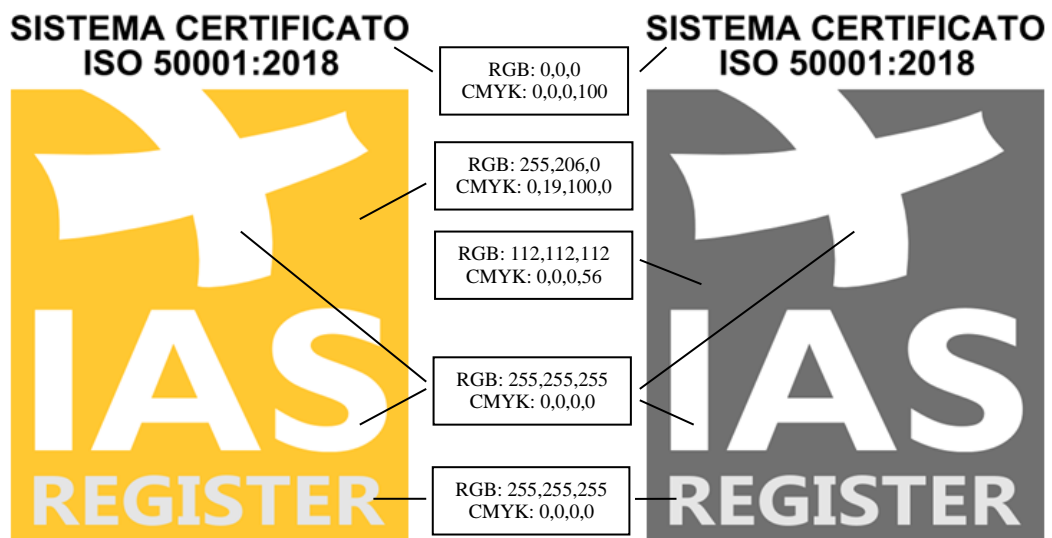 SISTEMA CERTIFICATO
ISO 50001:2018
IAS
REGISTER
RGB: 0,0,0
CMYK: 0,0,0,100
RGB: 255,206,0
CMYK: 0,19,100,0
RGB: 112,112,112
CMYK: 0,0,0,56
RGB: 255,255,255
CMYK: 0,0,0,0
RGB: 255,255,255
CMYK: 0,0,0,0
SISTEMA CERTIFICATO
ISO 50001:2018
IAS
REGISTER